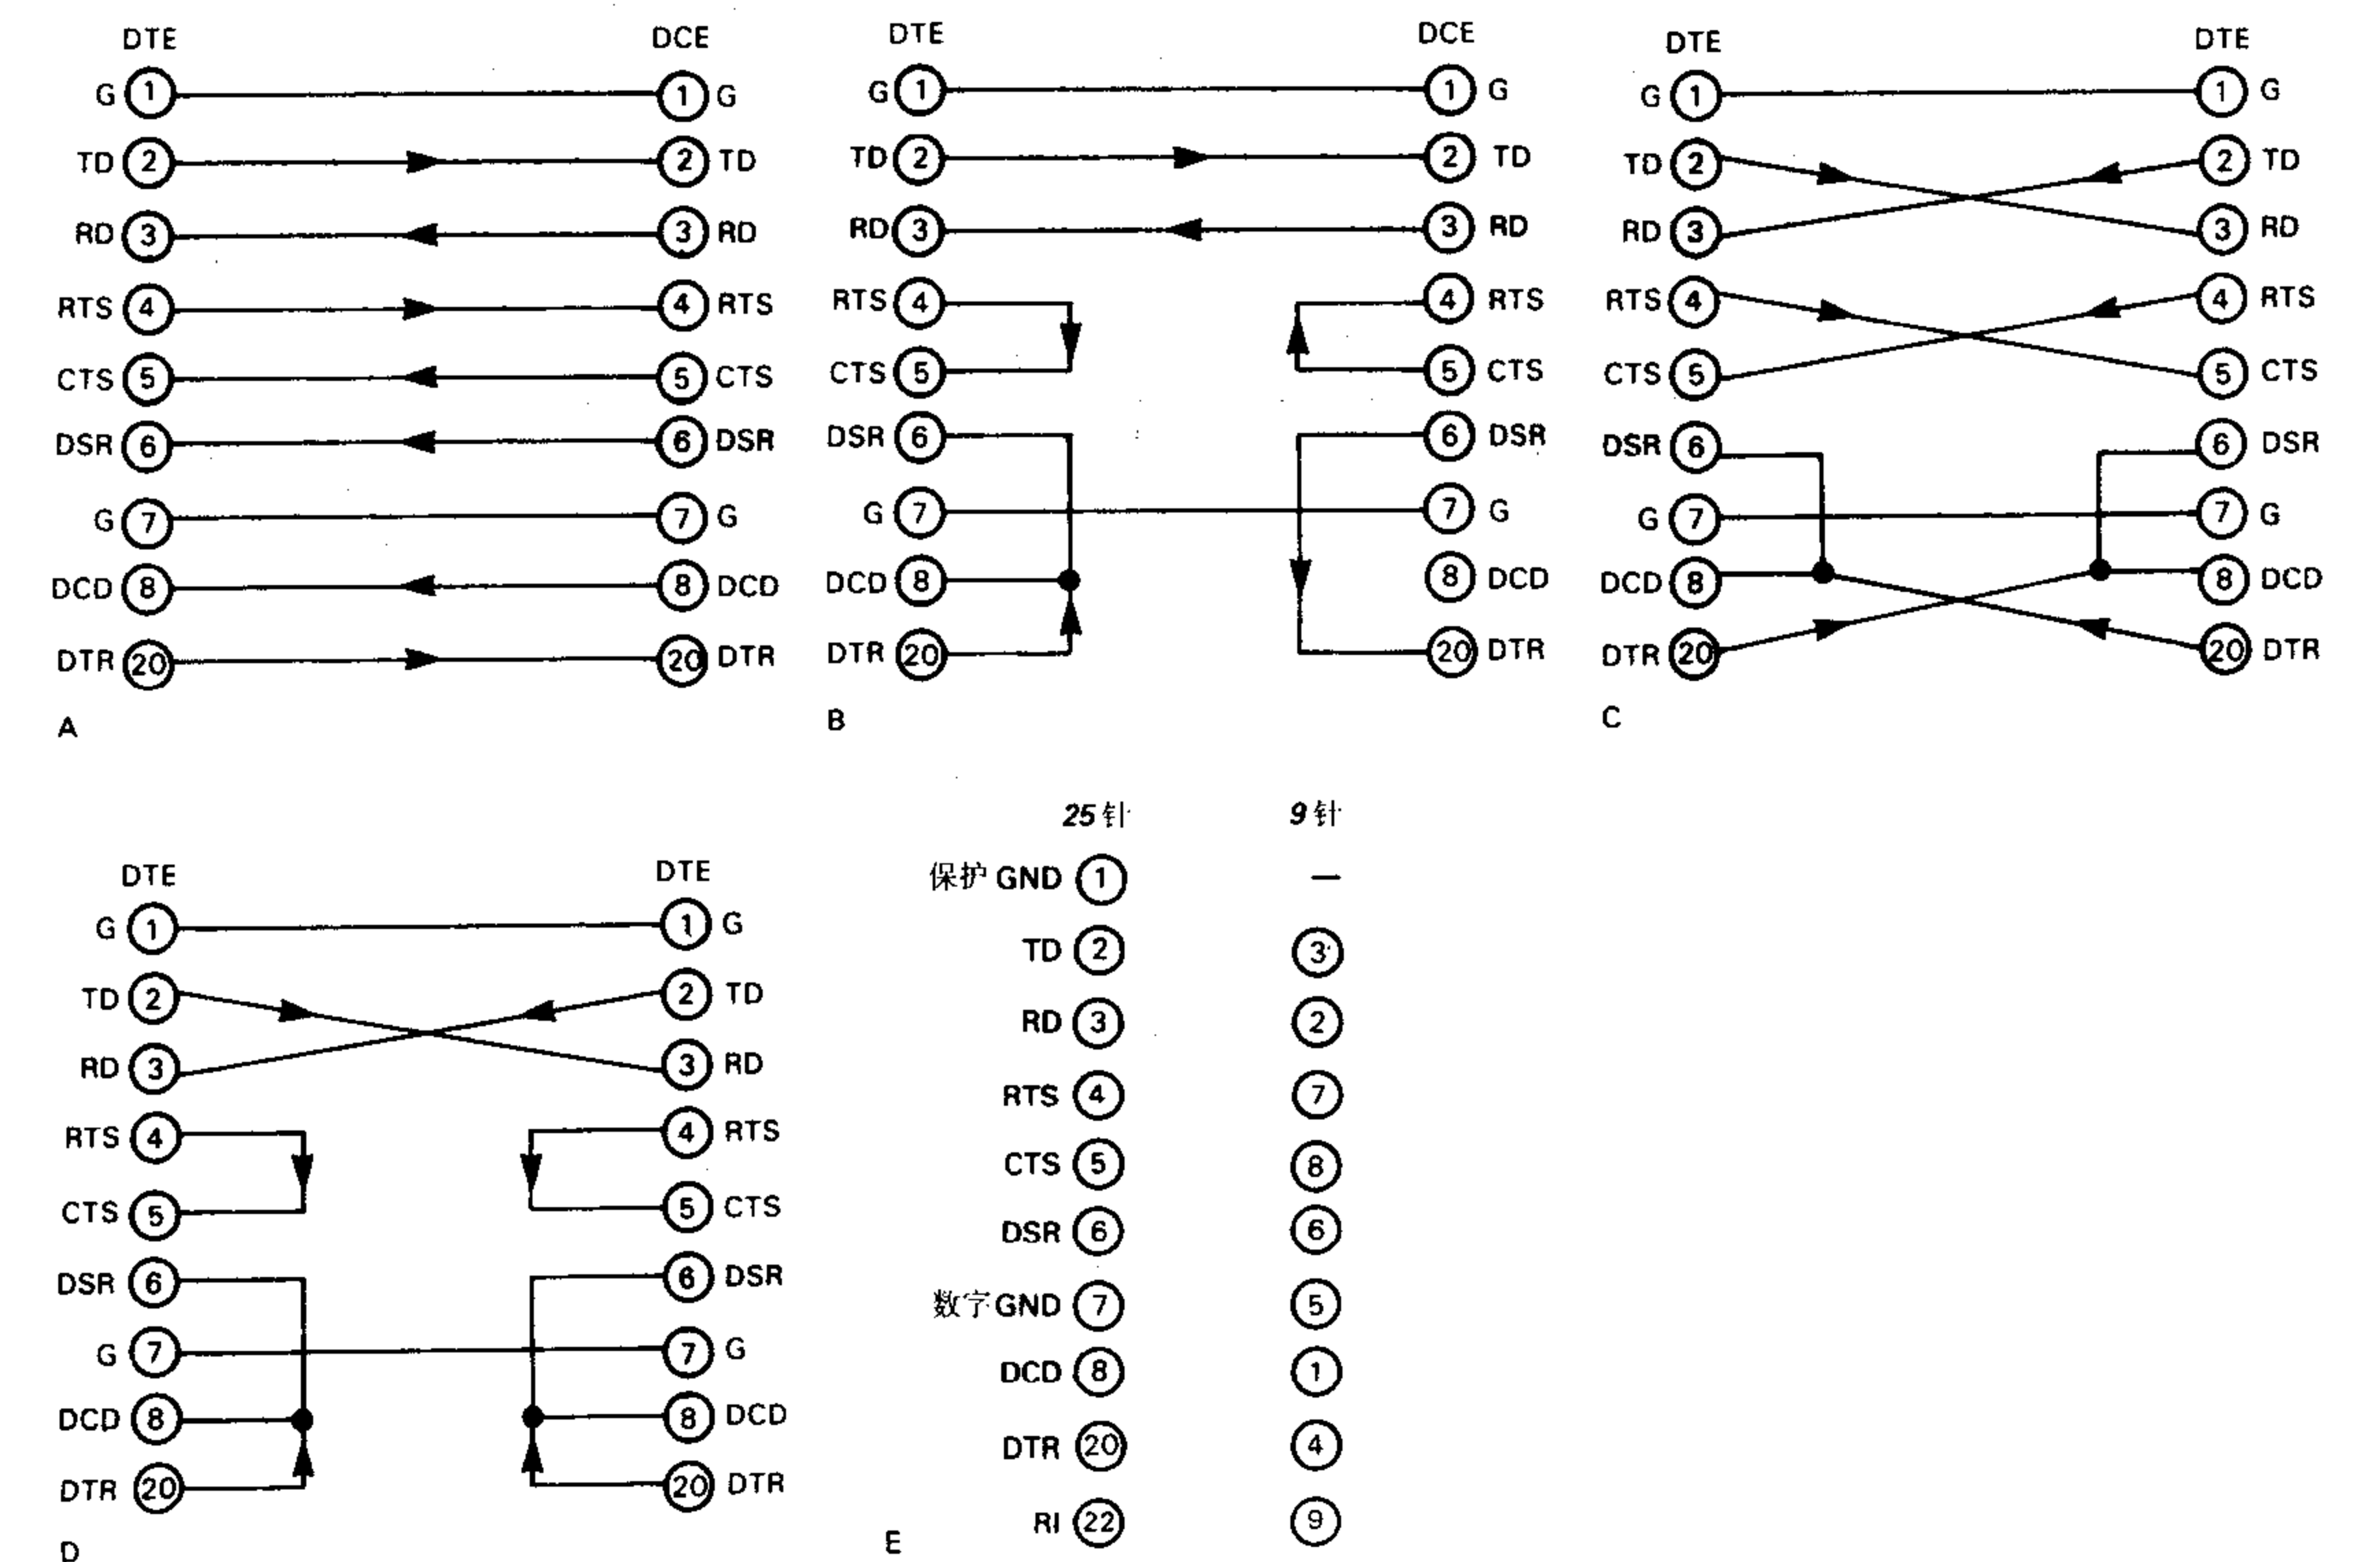 DTE DCE
G 1 1 G
TD 2 2 TD
RD 3 3 RD
RTS 4 4 RTS
CTS 5 5 CTS
DSR 6 6 DSR
G 7 7 G
DCD 8 8 DCD
DTR 20 20 DTR
A
DTE DCE
G 1 1 G
TD 2 2 TD
RD 3 3 RD
RTS 4 4 RTS
CTS 5 5 CTS
DSR 6 6 DSR
G 7 7 G
DCD 8 8 DCD
DTR 20 20 DTR
B
DTE DTE
G 1 1 G
TD 2 2 TD
RD 3 3 RD
RTS 4 4 RTS
CTS 5 5 CTS
DSR 6 6 DSR
G 7 7 G
DCD 8 8 DCD
DTR 20 20 DTR
C
DTE DTE
G 1 1 G
TD 2 2 TD
RD 3 3 RD
RTS 4 4 RTS
CTS 5 5 CTS
DSR 6 6 DSR
G 7 7 G
DCD 8 8 DCD
DTR 20 20 DTR
D
25 针 9 针
保护 GND 1 —
TD 2 3
RD 3 2
RTS 4 7
CTS 5 8
DSR 6 6
数字 GND 7 5
DCD 8 1
DTR 20 4
RI 22 9
E